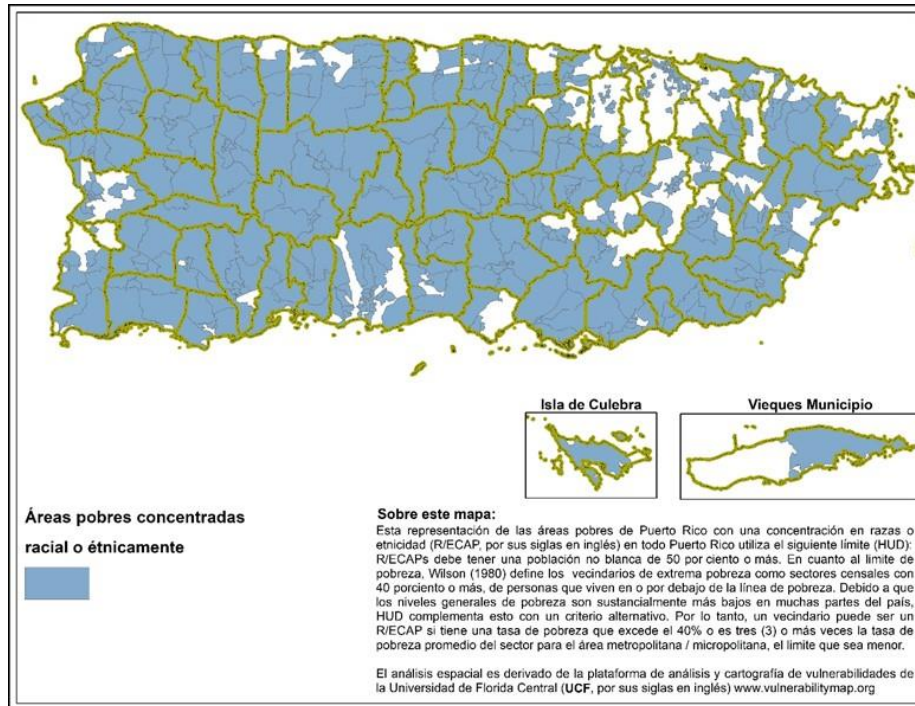 Isla de Culebra
Vieques Municipio
Áreas pobres concentradas
racial o étnicamente
Sobre este mapa:
Esta representación de las áreas pobres de Puerto Rico con una concentración en razas o
etnicidad (R/ECAP, por sus siglas en inglés) en todo Puerto Rico utiliza el siguiente límite (HUD):
R/ECAPs debe tener una población no blanca de 50 por ciento o más. En cuanto al limite de
pobreza, Wilson (1980) define los vecindarios de extrema pobreza como sectores censales con
40 porciento o más, de personas que viven en o por debajo de la línea de pobreza. Debido a que
los niveles generales de pobreza son sustancialmente más bajos en muchas partes del país,
HUD complementa esto con un criterio alternativo. Por lo tanto, un vecindario puede ser un
R/ECAP si tiene una tasa de pobreza que excede el 40% o es tres (3) o más veces la tasa de
pobreza promedio del sector para el área metropolitana / micropolitana, el limite que sea menor.
El análisis espacial es derivado de la plataforma de análisis y cartografía de vulnerabilidades de
la Universidad de Florida Central (UCF, por sus siglas en inglés) www.vulnerabilitymap.org